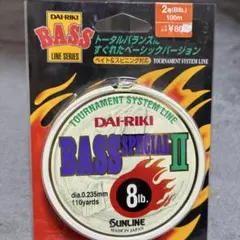 DAI-RIKI
BASS
LINE SERIES
2号(8lb.)
100m
トータルバランスに
すぐれたベーシックバージョン
ベイト&スピニング対応
TOURNAMENT SYSTEM LINE
TOURNAMENT SYSTEM LINE
DAI-RIKI
BASS SPECIAL II
dia.0.235mm
110yards
8lb.
SUNLINE
MADE IN JAPAN